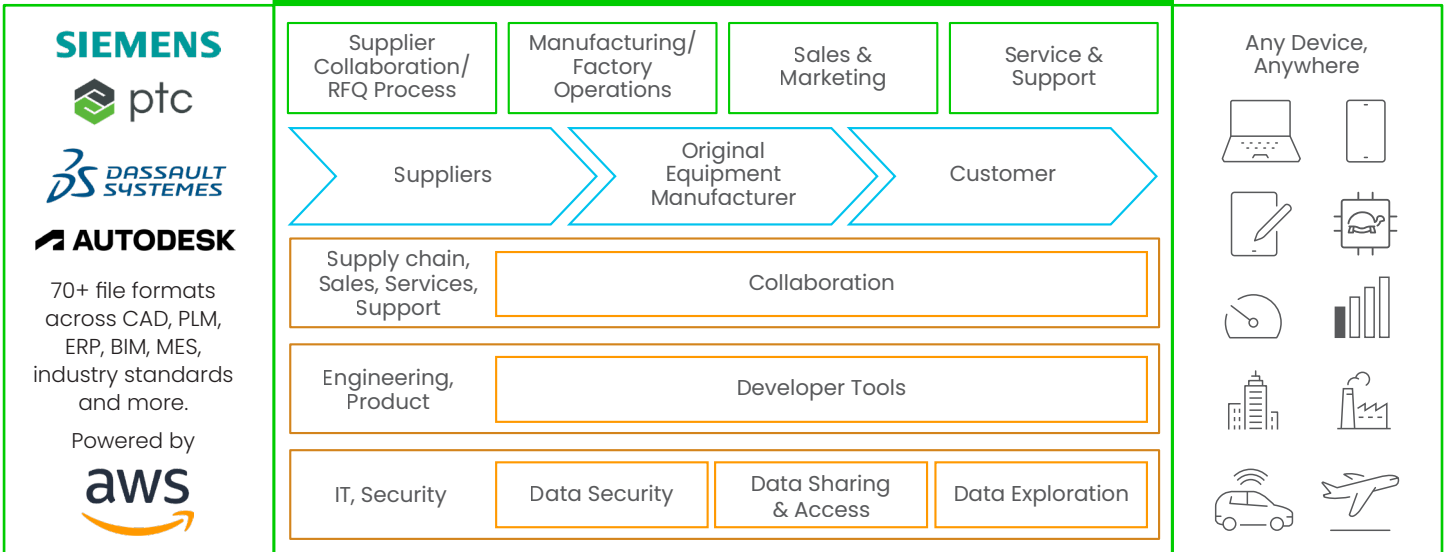 SIEMENS
ptc
DASSAULT
SYSTEMES
AUTODESK
70+ file formats
across CAD, PLM,
ERP, BIM, MES,
industry standards
and more.
Powered by
aws
Supplier
Collaboration/
RFQ Process
Manufacturing/
Factory
Operations
Sales &
Marketing
Service &
Support
Suppliers
Original
Equipment
Manufacturer
Customer
Supply chain,
Sales, Services,
Support
Collaboration
Engineering,
Product
Developer Tools
IT, Security
Data Security
Data Sharing
& Access
Data Exploration
Any Device,
Anywhere